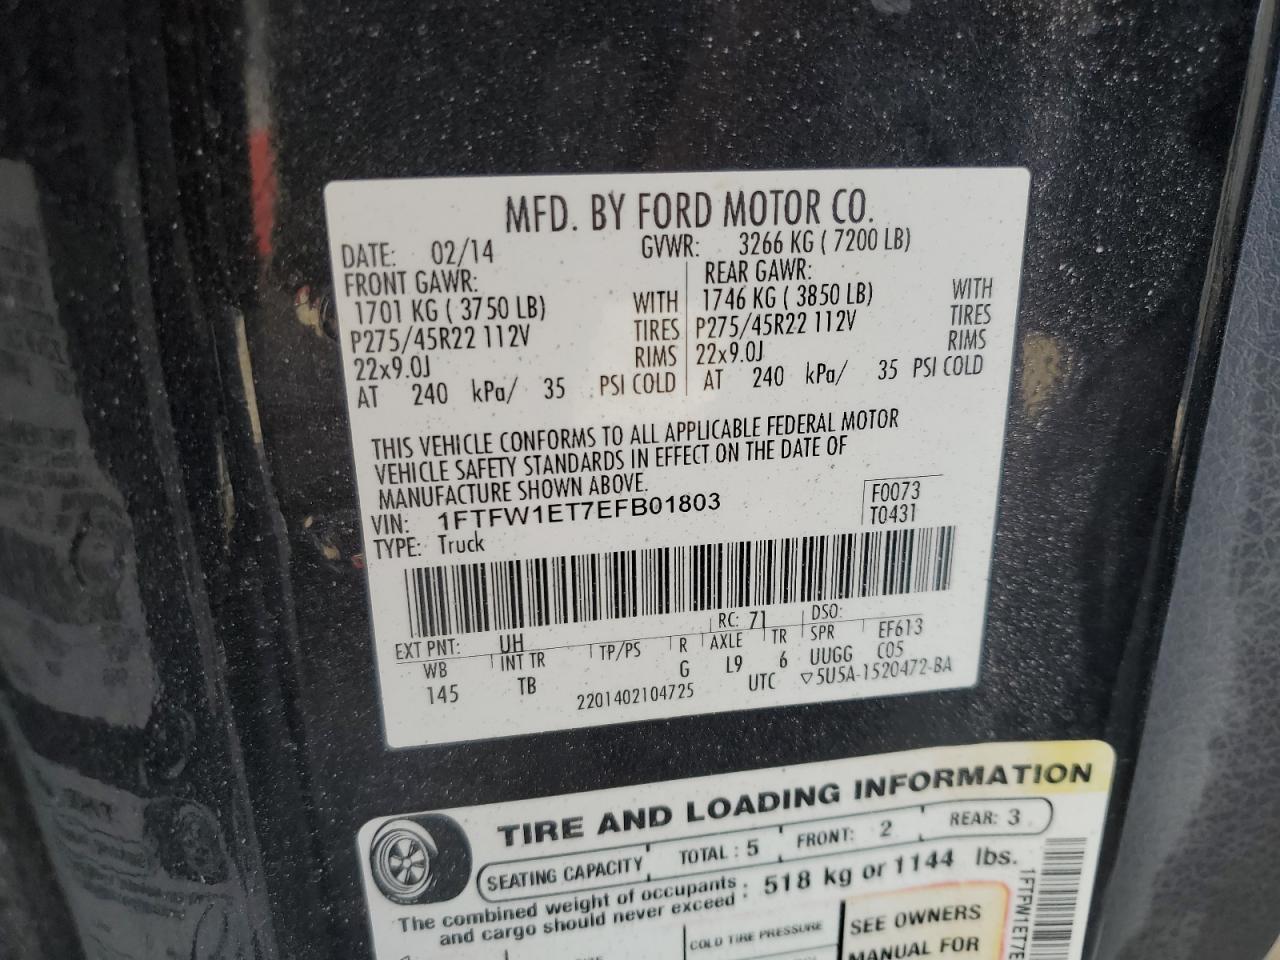 MFD. BY FORD MOTOR CO.
DATE: 02/14 GVWR: 3266 KG ( 7200 LB)
FRONT GAWR: REAR GAWR:
1701 KG ( 3750 LB) WITH 1746 KG ( 3850 LB) WITH
P275/45R22 112V TIRES P275/45R22 112V TIRES
22x9.0J RIMS 22x9.0J RIMS
AT 240 kPa/ 35 PSI COLD AT 240 kPa/ 35 PSI COLD
THIS VEHICLE CONFORMS TO ALL APPLICABLE FEDERAL MOTOR
VEHICLE SAFETY STANDARDS IN EFFECT ON THE DATE OF
MANUFACTURE SHOWN ABOVE.
VIN: 1FTFW1ET7EFB01803 F0073
TYPE: Truck T0431
EXT PNT: UH RC: 71 DSO:
WB INT TR TP/PS R AXLE TR SPR EF613
145 TB G L9 6 UUGG C05
2201402104725 UTC ▽5U5A-1520472-BA
TIRE AND LOADING INFORMATION
SEATING CAPACITY TOTAL : 5 FRONT: 2 REAR: 3
The combined weight of occupants : 518 kg or 1144 lbs.
and cargo should never exceed
COLD TIRE PRESSURE
SEE OWNERS
MANUAL FOR
1FTFW1ET7E